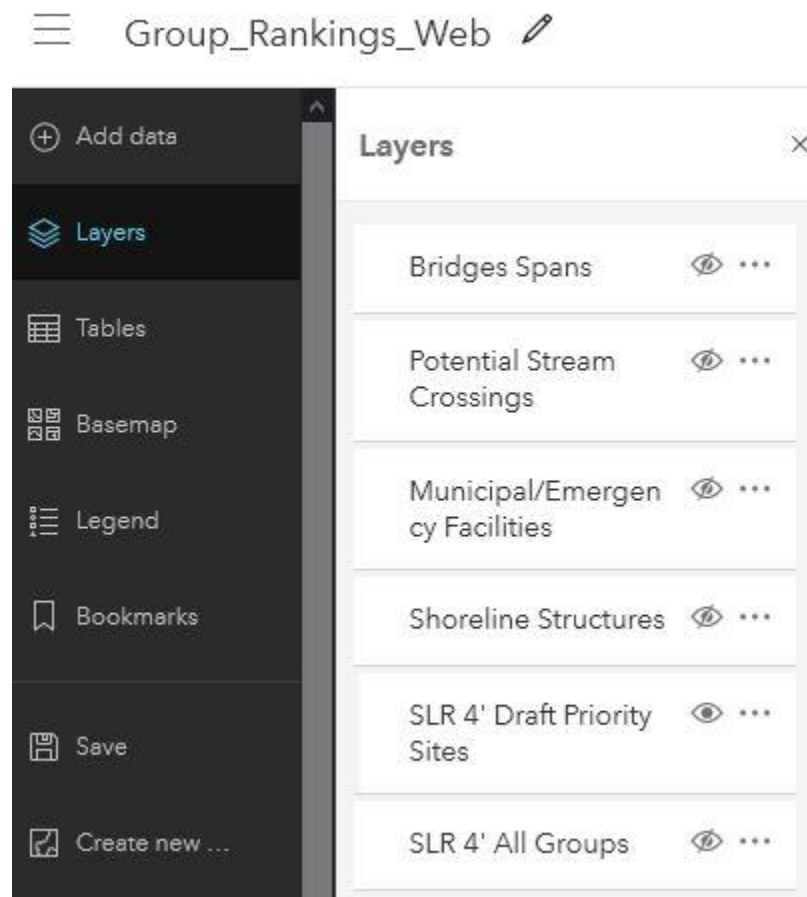 Group_Rankings_Web
Add data
Layers
Tables
Basemap
Legend
Bookmarks
Save
Create new ...
Layers
Bridges Spans
Potential Stream
Crossings
Municipal/Emergen
cy Facilities
Shoreline Structures
SLR 4' Draft Priority
Sites
SLR 4' All Groups